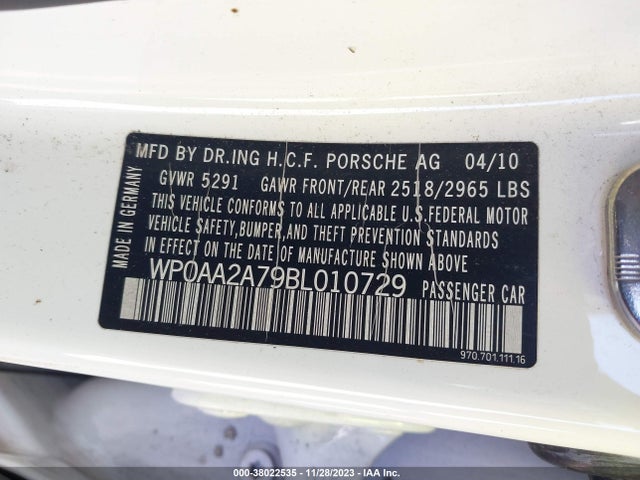 MFD BY DR.ING H.C.F. PORSCHE AG 04/10
GVWR 5291 GAWR FRONT/REAR 2518/2965 LBS
THIS VEHICLE CONFORMS TO ALL APPLICABLE U.S.FEDERAL MOTOR
VEHICLE SAFETY,BUMPER,AND THEFT PREVENTION STANDARDS
IN EFFECT ON THE DATE OF MANUFACTURE SHOWN ABOVE.
WP0AA2A79BL010729 PASSENGER CAR
MADE IN GERMANY
970.701.111.16
000-38022535 - 11/28/2023 - IAA Inc.